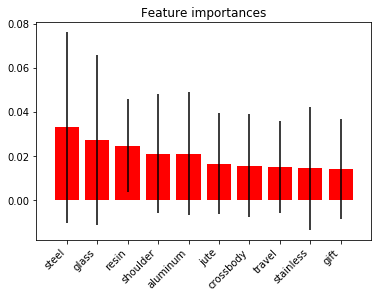 Feature importances
0.08
0.06
0.04
0.02
0.00
steel
glass
resin
shoulder
aluminum
jute
crossbody
travel
stainless
gift